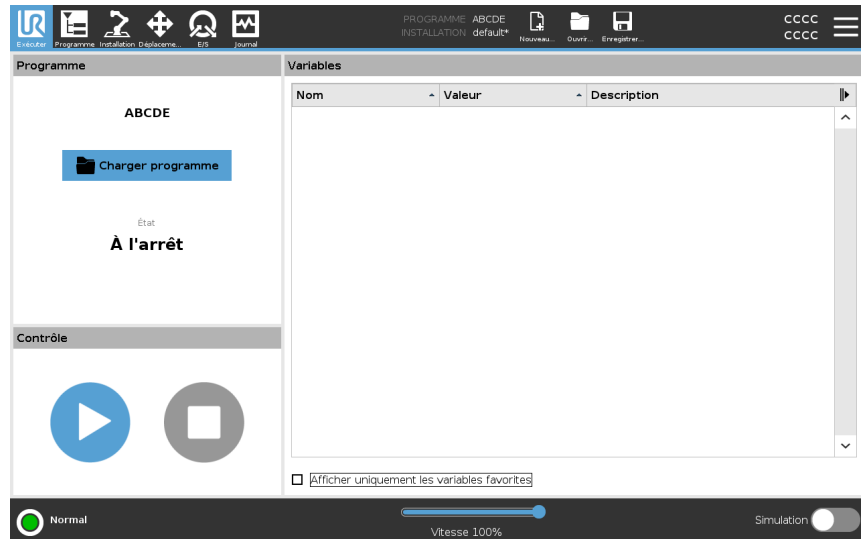 UR
Exécuter
Programme
Installation
Déplaceme...
E/S
Journal
PROGRAMME ABCDE
INSTALLATION default*
Nouveau...
Ouvrir...
Enregistrer...
CCCC
CCCC
Programme
ABCDE
Charger programme
État
À l'arrêt
Contrôle
Variables
Nom
Valeur
Description
Afficher uniquement les variables favorites
Normal
Vitesse 100%
Simulation